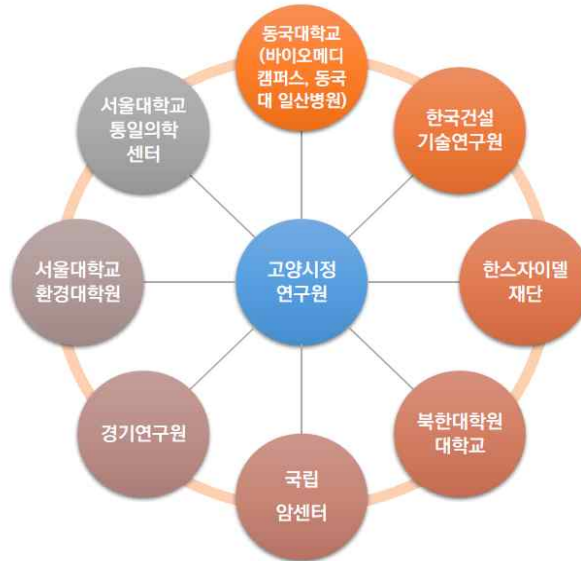 동국대학교
(바이오메디
캠퍼스, 동국
대 일산병원)
한국건설
기술연구원
한스자이델
재단
북한대학원
대학교
국립
암센터
경기연구원
서울대학교
환경대학원
서울대학교
통일의학
센터
고양시정
연구원